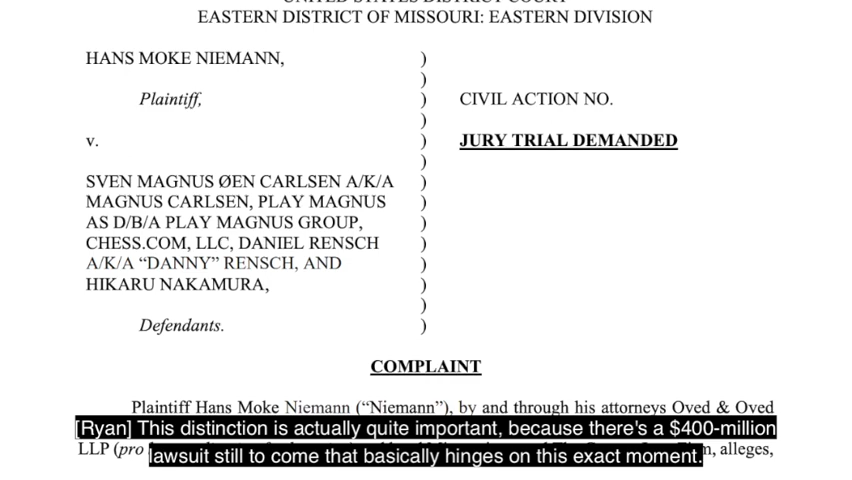 UNITED STATES DISTRICT COURT
EASTERN DISTRICT OF MISSOURI: EASTERN DIVISION
HANS MOKE NIEMANN, )
)
Plaintiff, ) CIVIL ACTION NO.
)
v. ) JURY TRIAL DEMANDED
)
SVEN MAGNUS ØEN CARLSEN A/K/A )
MAGNUS CARLSEN, PLAY MAGNUS )
AS D/B/A PLAY MAGNUS GROUP, )
CHESS.COM, LLC, DANIEL RENSCH )
A/K/A “DANNY” RENSCH, AND )
HIKARU NAKAMURA, )
)
Defendants. )
COMPLAINT
Plaintiff Hans Moke Niemann (“Niemann”), by and through his attorneys Oved & Oved
[Ryan] This distinction is actually quite important, because there's a $400-million
LLP (pro alleges,
lawsuit still to come that basically hinges on this exact moment.